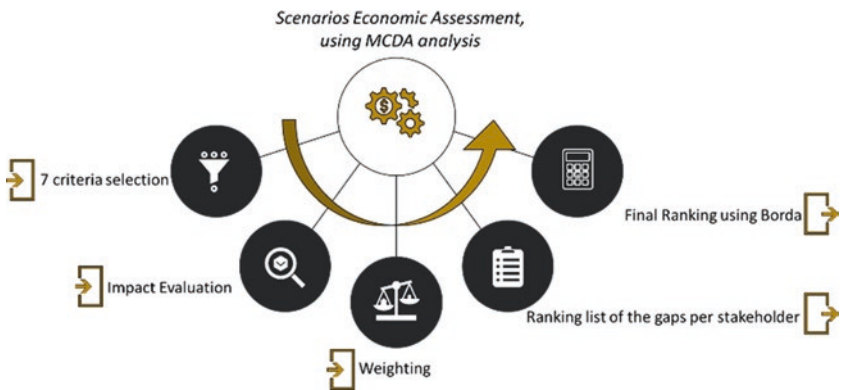 Scenarios Economic Assessment,
using MCDA analysis
$
7 criteria selection
Impact Evaluation
Weighting
Ranking list of the gaps per stakeholder
Final Ranking using Borda